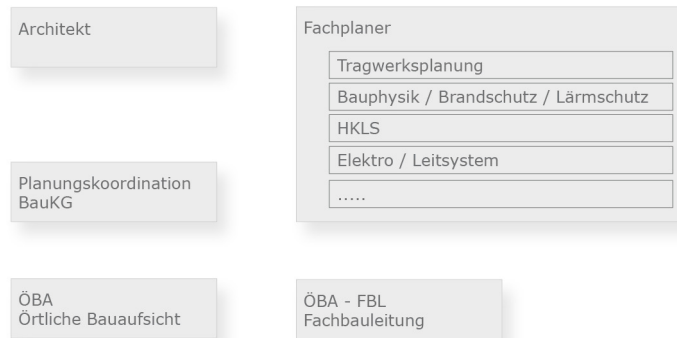 Architekt
Fachplaner
Tragwerksplanung
Bauphysik / Brandschutz / Lärmschutz
HKLS
Elektro / Leitsystem
.....
Planungskoordination
BauKG
ÖBA
Örtliche Bauaufsicht
ÖBA - FBL
Fachbauleitung